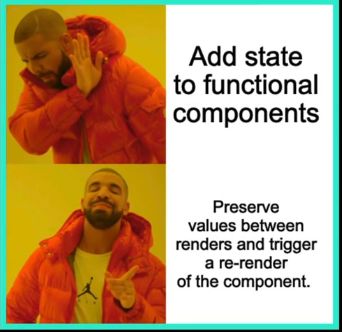 Add state
to functional
components
Preserve
values between
renders and trigger
a re-render
of the component.